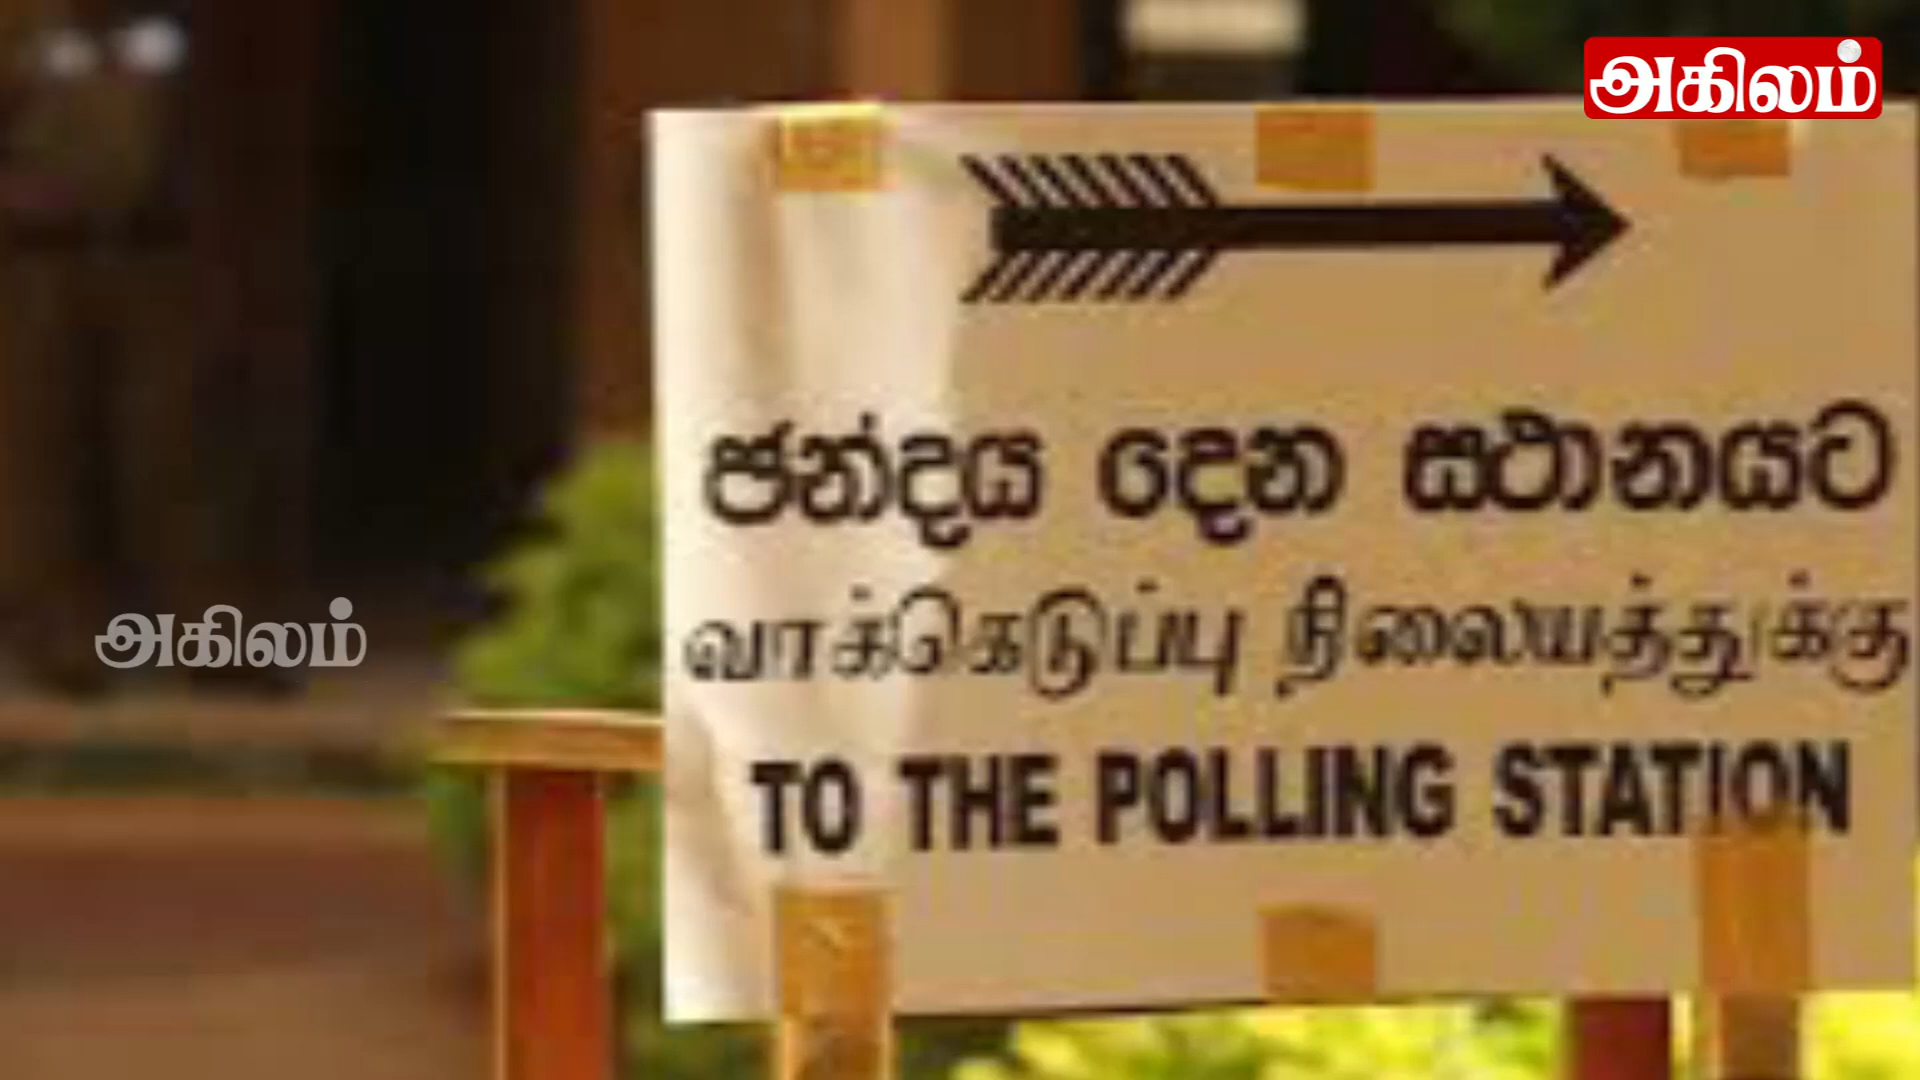 அகிலம்
ඡන්දය දෙන ස්ථානයට
வாக்கெடுப்பு நிலையத்துக்கு
TO THE POLLING STATION
அகிலம்